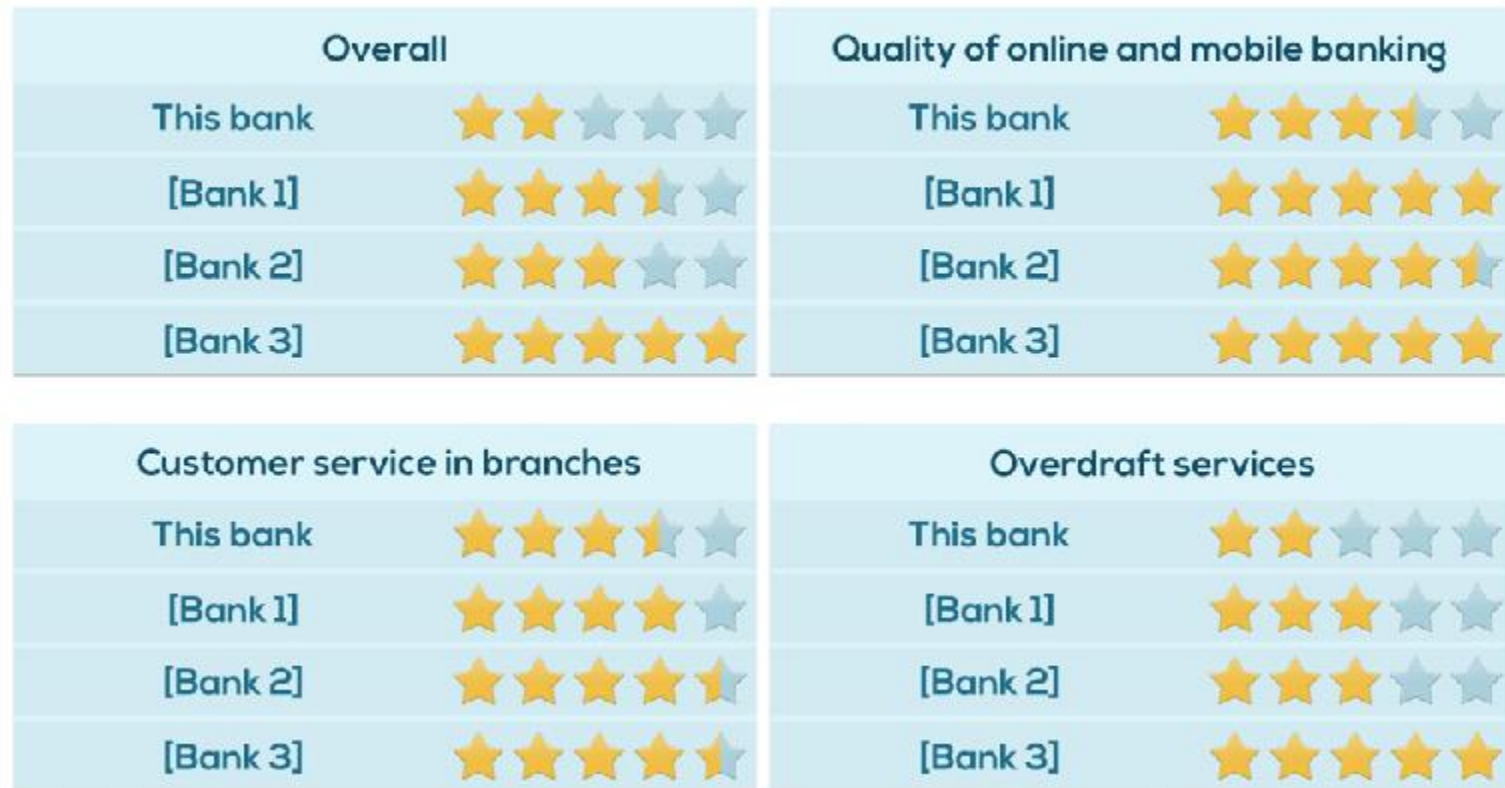 Overall
This bank
[Bank 1]
[Bank 2]
[Bank 3]
Quality of online and mobile banking
This bank
[Bank 1]
[Bank 2]
[Bank 3]
Customer service in branches
This bank
[Bank 1]
[Bank 2]
[Bank 3]
Overdraft services
This bank
[Bank 1]
[Bank 2]
[Bank 3]